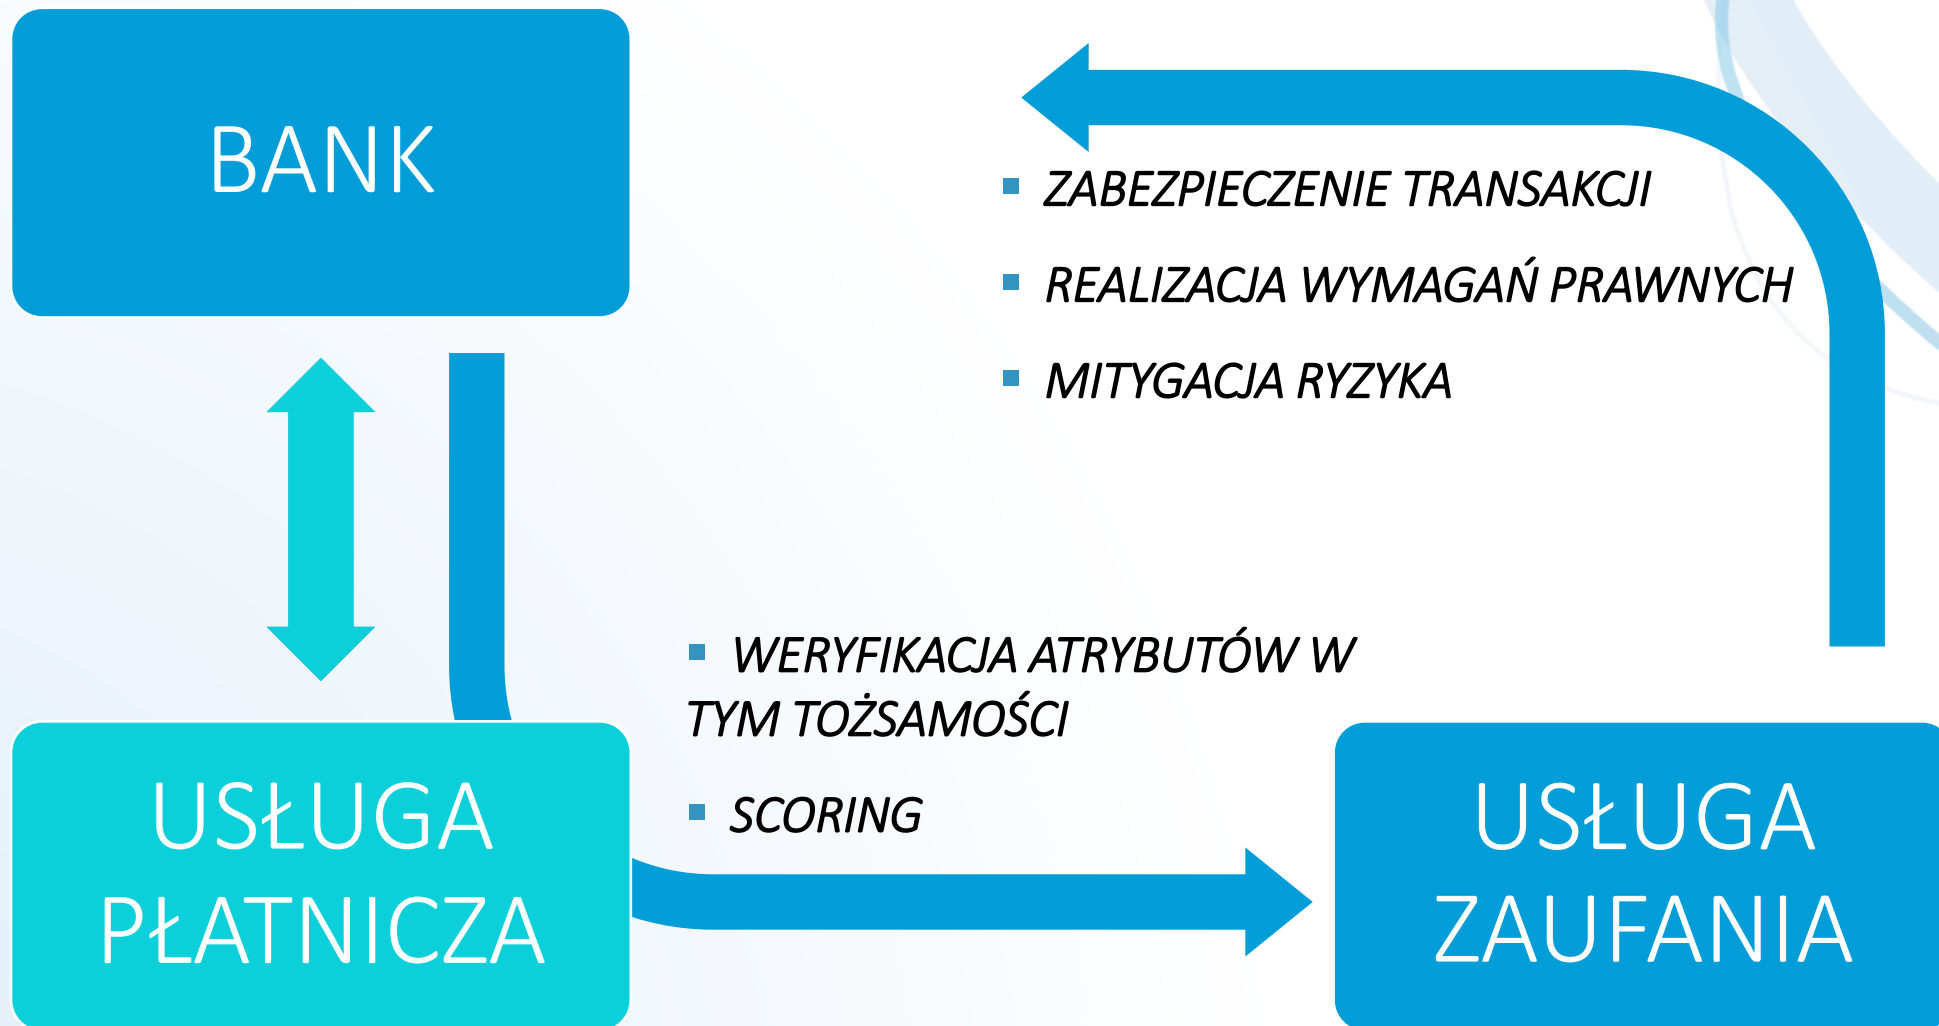 BANK
ZABEZPIECZENIE TRANSAKCJI
REALIZACJA WYMAGAŃ PRAWNYCH
MITYGACJA RYZYKA
WERYFIKACJA ATRYBUTÓW W
TYM TOŻSAMOŚCI
SCORING
USŁUGA
PŁATNICZA
USŁUGA
ZAUFANIA